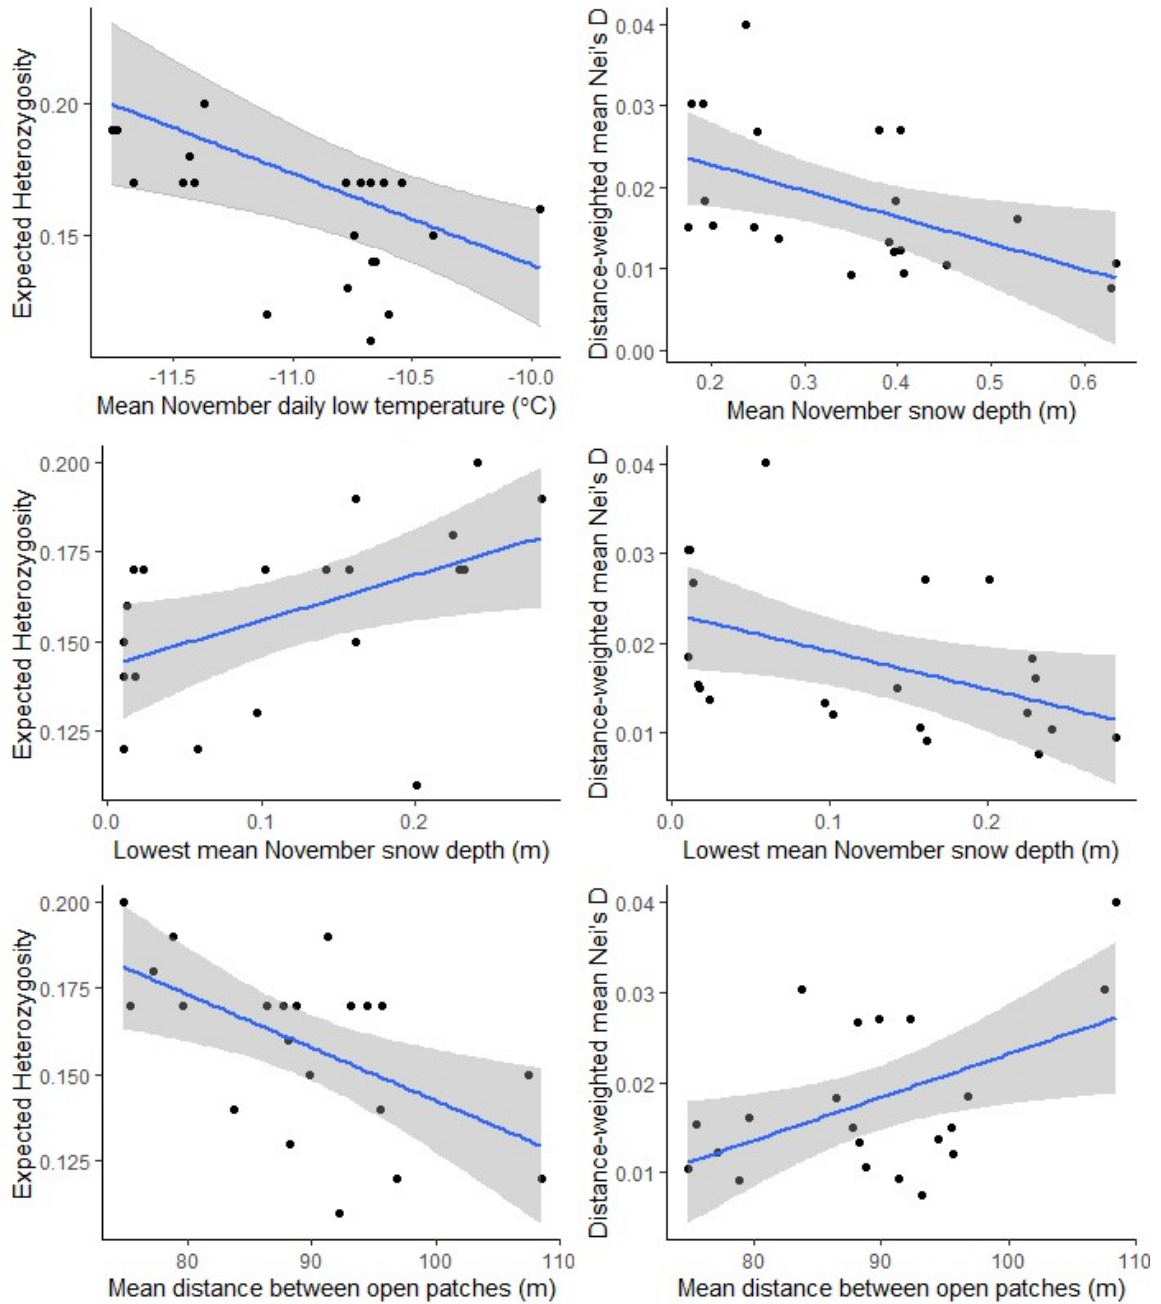 Expected Heterozygosity
0.20
0.15
-11.5 -11.0 -10.5 -10.0
Mean November daily low temperature (°C)
Distance-weighted mean Nei's D
0.04
0.03
0.02
0.01
0.00
0.2 0.3 0.4 0.5 0.6
Mean November snow depth (m)
Expected Heterozygosity
0.200
0.175
0.150
0.125
0.0 0.1 0.2
Lowest mean November snow depth (m)
Distance-weighted mean Nei's D
0.04
0.03
0.02
0.01
0.0 0.1 0.2
Lowest mean November snow depth (m)
Expected Heterozygosity
0.200
0.175
0.150
0.125
80 90 100 110
Mean distance between open patches (m)
Distance-weighted mean Nei's D
0.04
0.03
0.02
0.01
80 90 100 110
Mean distance between open patches (m)